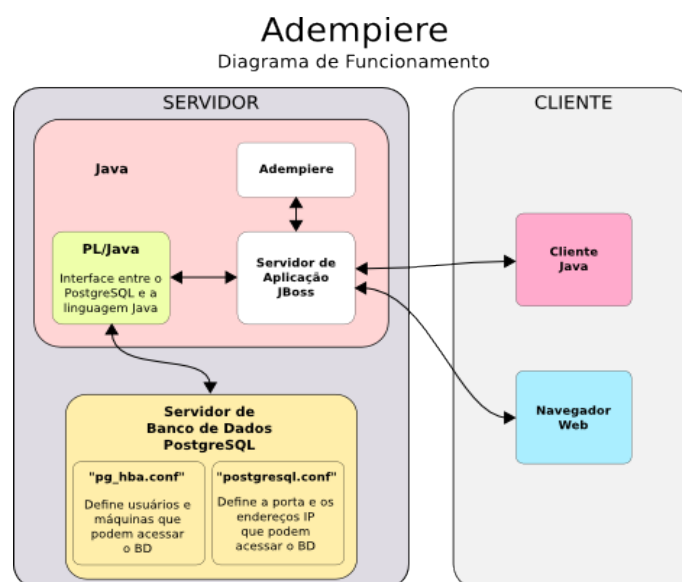 Adempiere
Diagrama de Funcionamento
SERVIDOR
CLIENTE
Java
Adempiere
PL/Java
Interface entre o
PostgreSQL e a
linguagem Java
Servidor de
Aplicação
JBoss
Cliente
Java
Navegador
Web
Servidor de
Banco de Dados
PostgreSQL
"pg_hba.conf"
Define usuários e
máquinas que
podem acessar
o BD
"postgresql.conf"
Define a porta e os
endereços IP
que podem
acessar o BD